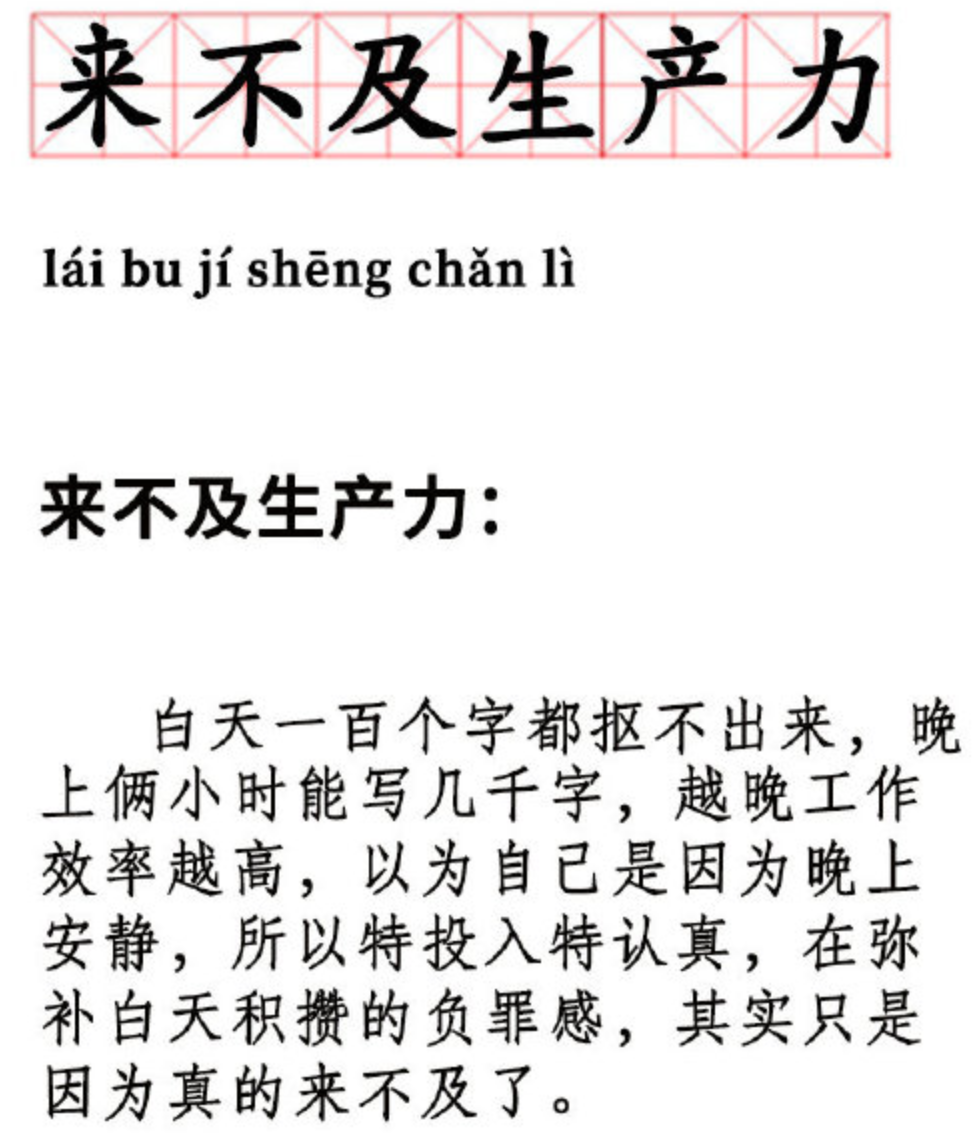 来不及生产力
lái bu jí shēng chǎn lì
来不及生产力：
白天一百个字都抠不出来，晚
上俩小时能写几千字，越晚工作
效率越高，以为自己是因为晚上
安静，所以特投入特认真，在弥
补白天积攒的负罪感，其实只是
因为真的来不及了。